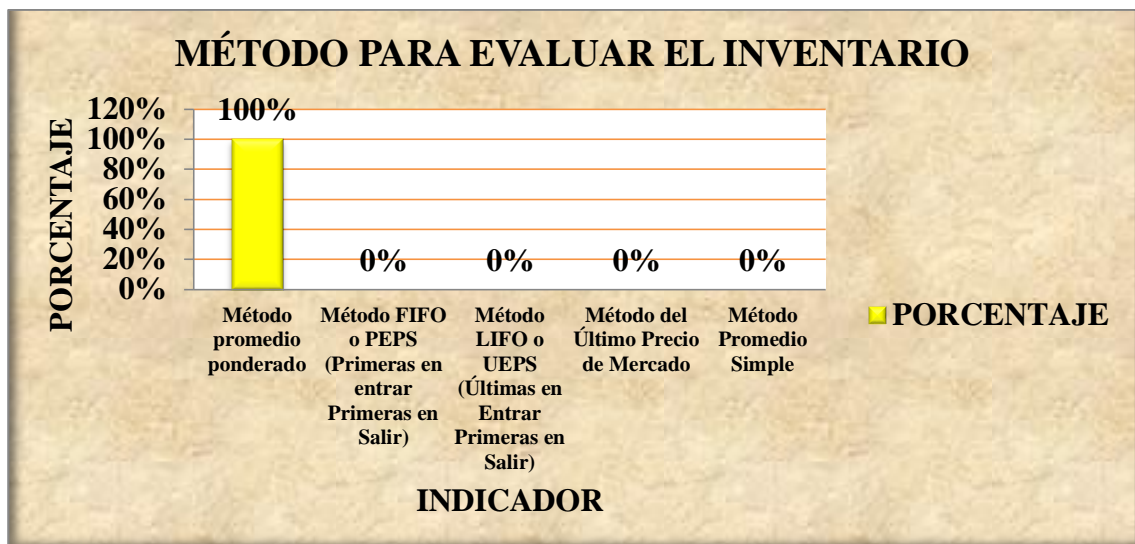 MÉTODO PARA EVALUAR EL INVENTARIO
PORCENTAJE
120%
100%
80%
60%
40%
20%
0%
100%
0%
0%
0%
0%
Método
promedio
ponderado
Método FIFO
o PEPS
(Primeras en
entrar
Primeras en
Salir)
Método
LIFO o
UEPS
(Últimas en
Entrar
Primeras en
Salir)
Método del
Último Precio
de Mercado
Método
Promedio
Simple
INDICADOR
PORCENTAJE